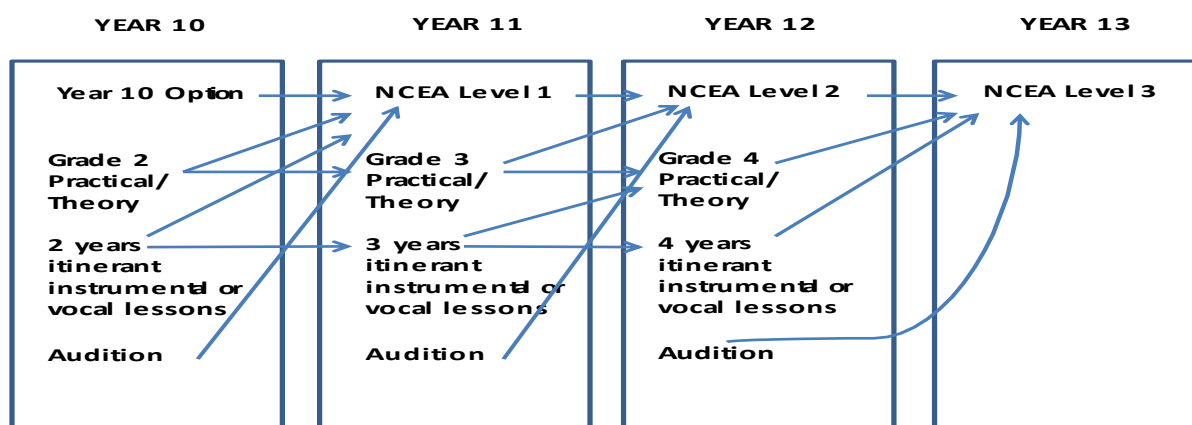 YEAR 10
YEAR 11
YEAR 12
YEAR 13
Year 10 Option
NCEA Level 1
NCEA Level 2
NCEA Level 3
Grade 2
Practical/
Theory
Grade 3
Practical/
Theory
Grade 4
Practical/
Theory
2 years
itinerant
instrumental or
vocal lessons
3 years
itinerant
instrumental or
vocal lessons
4 years
itinerant
instrumental or
vocal lessons
Audition
Audition
Audition